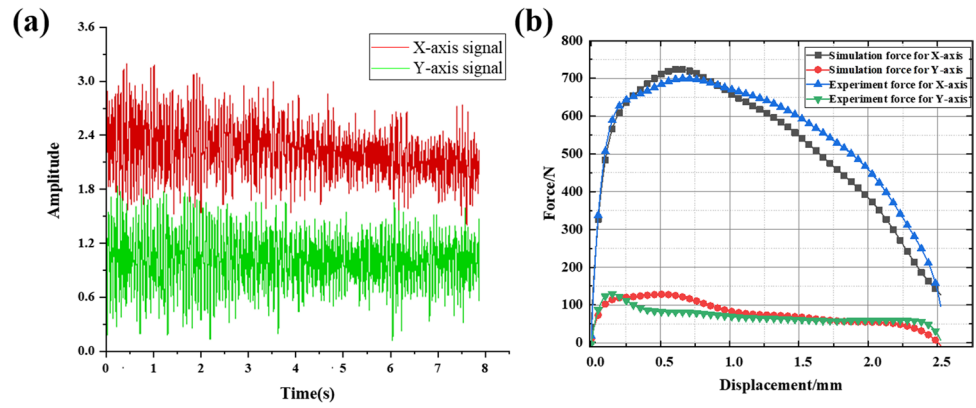 (a)
3.6
3.0
2.4
1.8
1.2
0.6
0.0
Amplitude
X-axis signal
Y-axis signal
0 1 2 3 4 5 6 7 8
Time(s)
(b)
800
700
600
500
400
300
200
100
0
Force/N
Simulation force for X-axis
Simulation force for Y-axis
Experiment force for X-axis
Experiment force for Y-axis
0.0 0.5 1.0 1.5 2.0 2.5
Displacement/mm